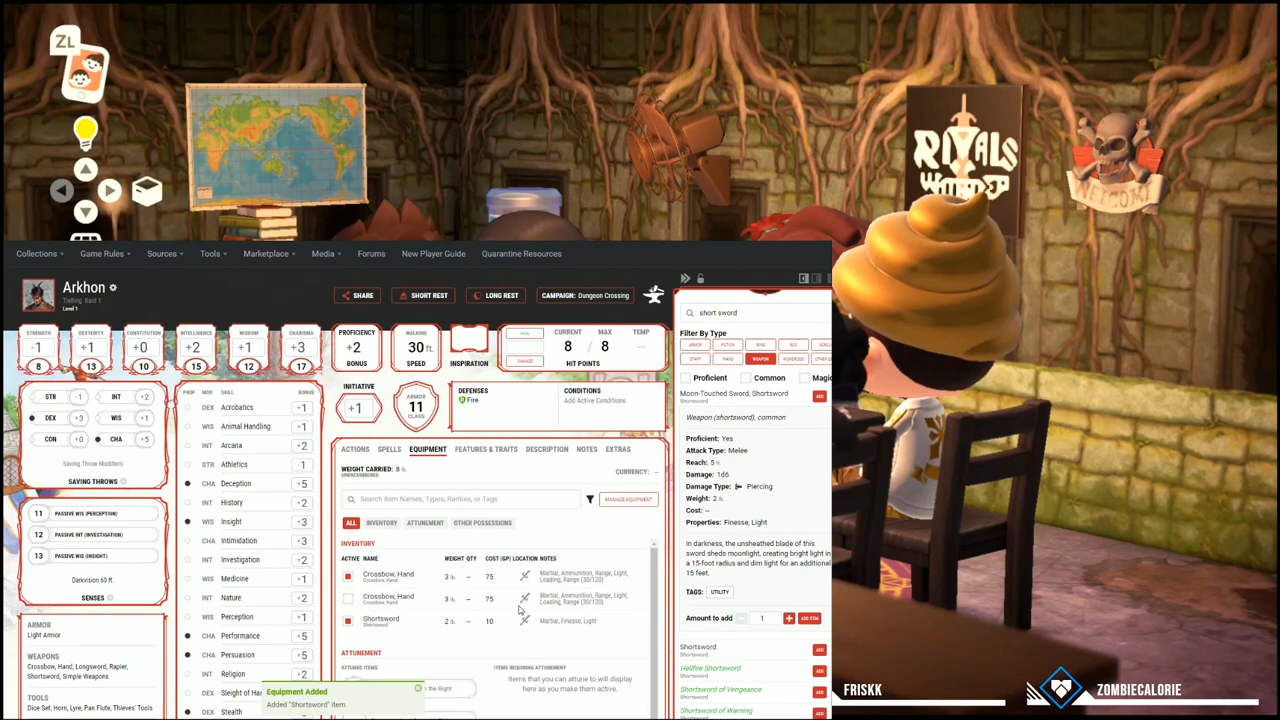 ZL
RIVALS
WELCOME
Collections Game Rules Sources Tools Marketplace Media Forums New Player Guide Quarantine Resources
Arkhon
Tiefling Bard 1
Level 1
SHARE SHORT REST LONG REST CAMPAIGN: Dungeon Crossing
STRENGTH DEXTERITY CONSTITUTION INTELLIGENCE WISDOM CHARISMA
-1 +1 +0 +2 +1 +3
8 13 10 15 12 17
PROFICIENCY
+2
BONUS
WALKING
30 ft.
SPEED
INSPIRATION
HEAL
DAMAGE
CURRENT MAX TEMP
8 / 8 --
HIT POINTS
STR -1 INT +2
DEX +3 WIS +1
CON +0 CHA +5
Saving Throw Modifiers
SAVING THROWS
11 PASSIVE WIS (PERCEPTION)
12 PASSIVE INT (INVESTIGATION)
13 PASSIVE WIS (INSIGHT)
Darkvision 60 ft.
SENSES
ARMOR
Light Armor
WEAPONS
Crossbow, Hand, Longsword, Rapier,
Shortsword, Simple Weapons
TOOLS
Dice Set, Horn, Lyre, Pan Flute, Thieves' Tools
PROF MOD SKILL BONUS
DEX Acrobatics +1
WIS Animal Handling +1
INT Arcana +2
STR Athletics -1
CHA Deception +5
INT History +2
WIS Insight +3
CHA Intimidation +3
INT Investigation +2
WIS Medicine +1
INT Nature +2
WIS Perception +1
CHA Performance +5
CHA Persuasion +5
INT Religion +2
DEX Sleight of Ha
DEX Stealth
INITIATIVE
+1
ARMOR
11
CLASS
DEFENSES
Fire
CONDITIONS
Add Active Conditions
ACTIONS SPELLS EQUIPMENT FEATURES & TRAITS DESCRIPTION NOTES EXTRAS
WEIGHT CARRIED: 8 lb.
UNENCUMBERED
CURRENCY: --
Search Item Names, Types, Rarities, or Tags
MANAGE EQUIPMENT
ALL INVENTORY ATTUNEMENT OTHER POSSESSIONS
INVENTORY
ACTIVE NAME WEIGHT QTY COST (GP) LOCATION NOTES
Crossbow, Hand 3 lb. -- 75 Martial, Ammunition, Range, Light,
Crossbow, Hand Loading, Range (30/120)
Crossbow, Hand 3 lb. -- 75 Martial, Ammunition, Range, Light,
Crossbow, Hand Loading, Range (30/120)
Shortsword 2 lb. -- 10 Martial, Finesse, Light
Shortsword
ATTUNEMENT
ATTUNED ITEMS
n the Right
ITEMS REQUIRING ATTUNEMENT
Items that you can attune to will display
here as you make them active.
Equipment Added
Added "Shortsword" item
short sword
Filter By Type
ARMOR POTION RING ROD SCROLL
STAFF WAND WEAPON WONDROUS OTHER
Proficient Common Magic
Moon-Touched Sword, Shortsword ADD
Weapon (shortsword), common
Proficient: Yes
Attack Type: Melee
Reach: 5 ft.
Damage: 1d6
Damage Type: Piercing
Weight: 2 lb.
Cost: --
Properties: Finesse, Light
In darkness, the unsheathed blade of this
sword sheds moonlight, creating bright light in
a 15-foot radius and dim light for an additional
15 feet.
TAGS: UTILITY
Amount to add 1 ADD ITEM
Shortsword ADD
Shortsword
Hellfire Shortsword ADD
Shortsword
Shortsword of Vengeance ADD
Shortsword
Shortsword of Warning ADD
Shortsword
FRISKK
ZOMBIECALORIE